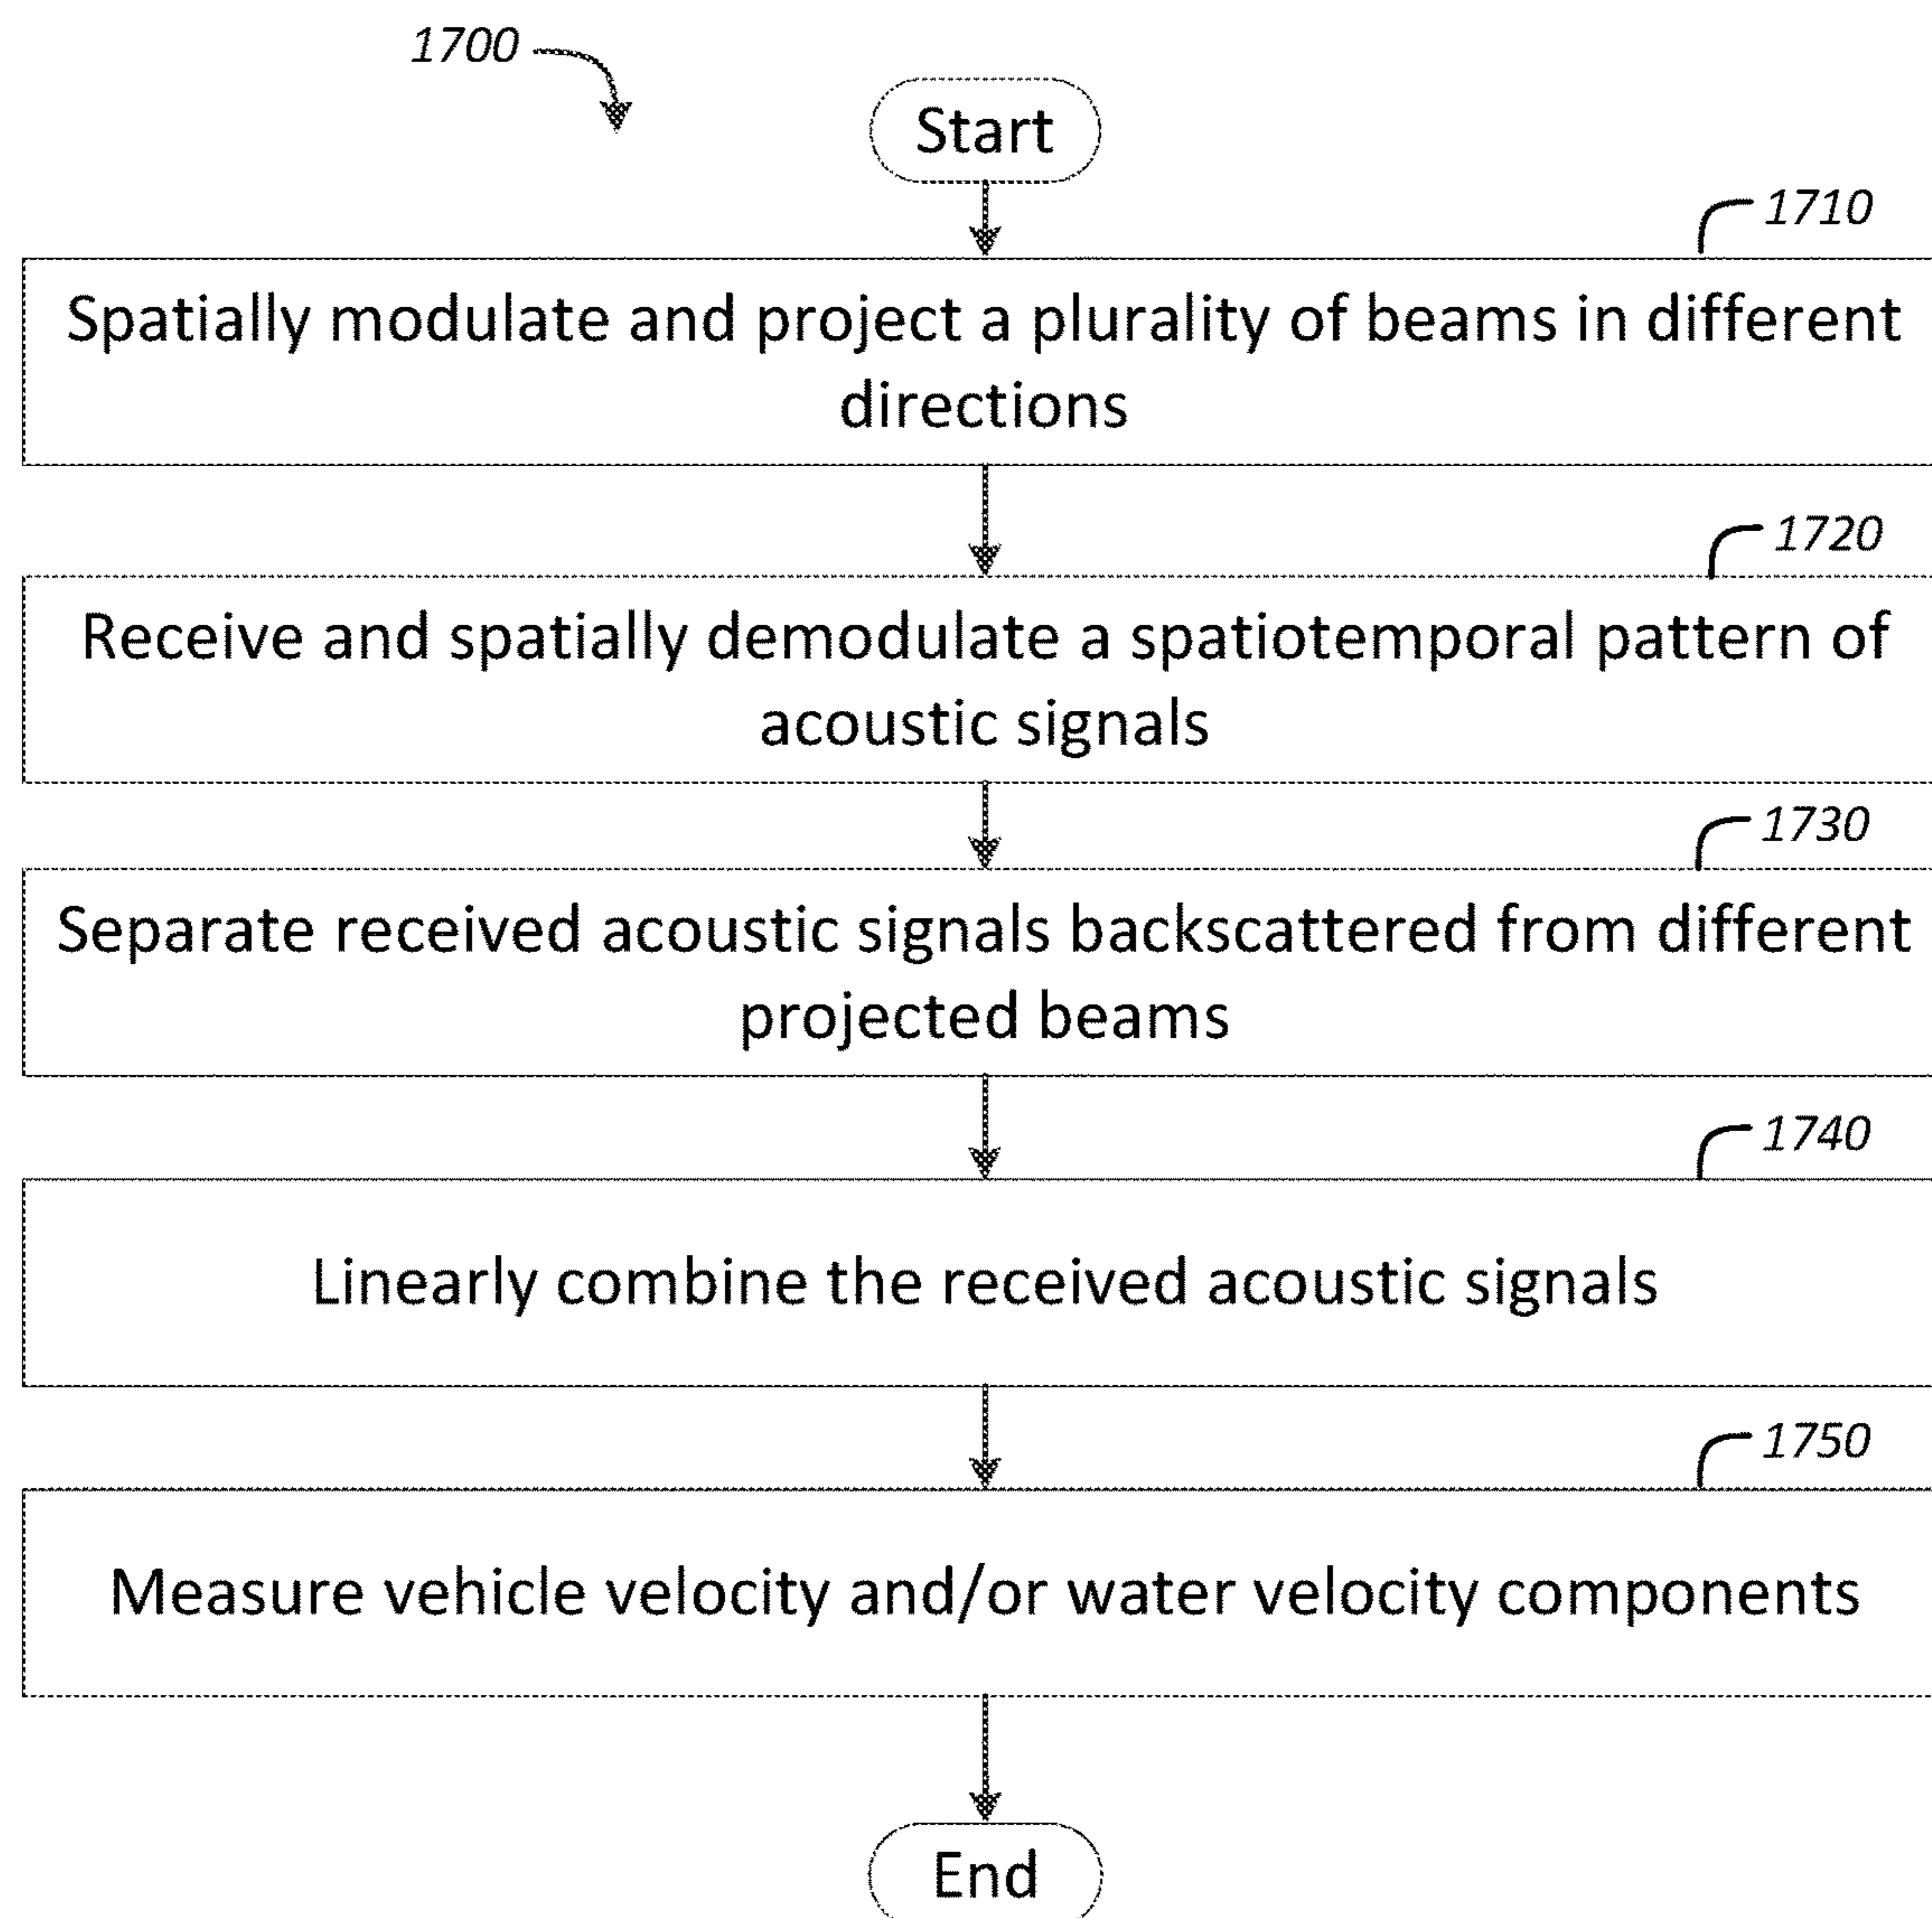 1700
Start
1710
Spatially modulate and project a plurality of beams in different
directions
1720
Receive and spatially demodulate a spatiotemporal pattern of
acoustic signals
1730
Separate received acoustic signals backscattered from different
projected beams
1740
Linearly combine the received acoustic signals
1750
Measure vehicle velocity and/or water velocity components
End